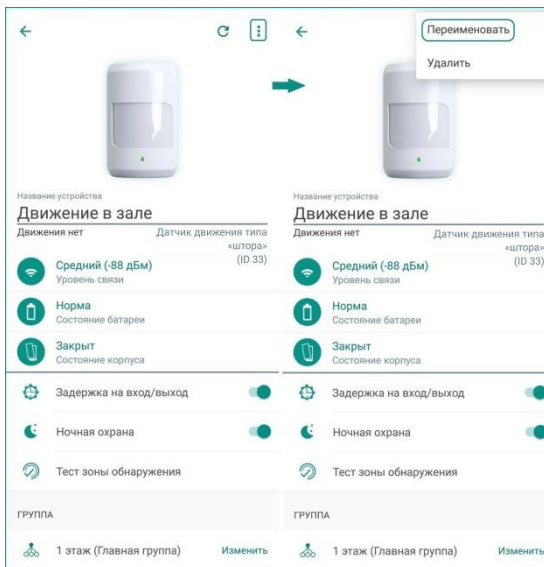 Название устройства
Движение в зале
Движения нет
Датчик движения типа
«штора»
(ID 33)
Средний (-88 дБм)
Уровень связи
Норма
Состояние батареи
Закрыт
Состояние корпуса
Задержка на вход/выход
Ночная охрана
Тест зоны обнаружения
ГРУППА
1 этаж (Главная группа)
Изменить
Переименовать
Удалить
Название устройства
Движение в зале
Движения нет
Датчик движения типа
«штора»
(ID 33)
Средний (-88 дБм)
Уровень связи
Норма
Состояние батареи
Закрыт
Состояние корпуса
Задержка на вход/выход
Ночная охрана
Тест зоны обнаружения
ГРУППА
1 этаж (Главная группа)
Изменить